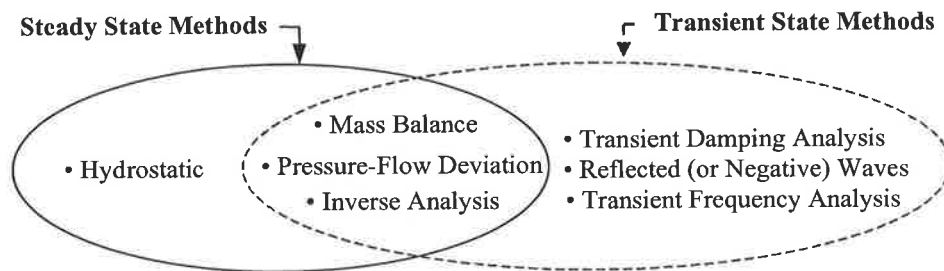 Steady State Methods
Transient State Methods
• Hydrostatic
• Mass Balance
• Pressure-Flow Deviation
• Inverse Analysis
• Transient Damping Analysis
• Reflected (or Negative) Waves
• Transient Frequency Analysis